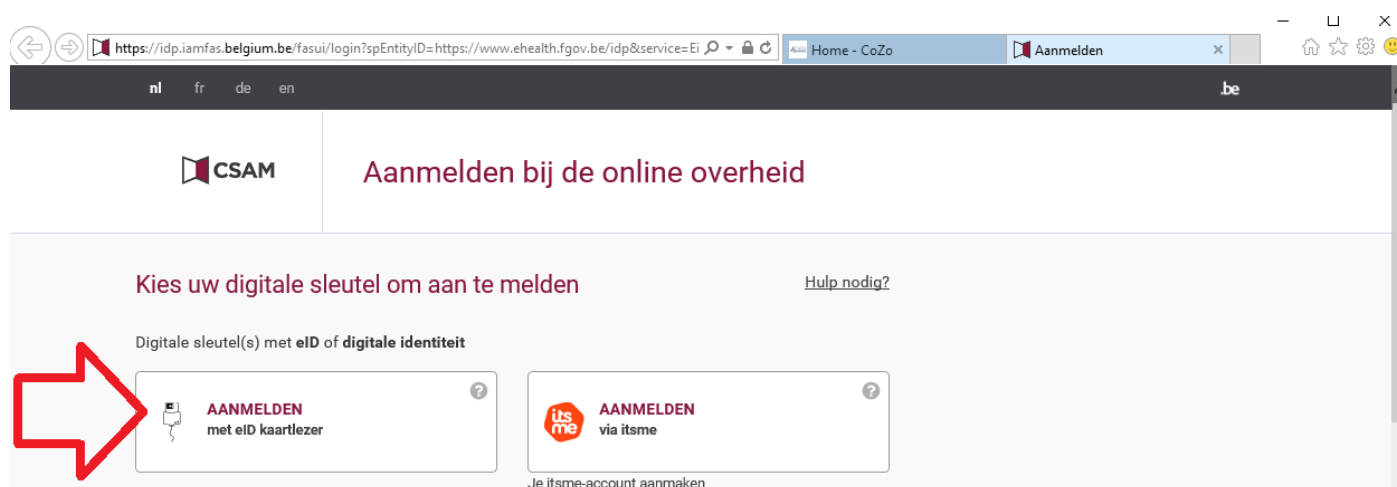 https://idp.iamfas.belgium.be/fasui/login?spEntityID=https://www.ehealth.fgov.be/idp&service=Ei
Home - CoZo
Aanmelden
nl fr de en
.be
CSAM
Aanmelden bij de online overheid
Kies uw digitale sleutel om aan te melden
Hulp nodig?
Digitale sleutel(s) met eID of digitale identiteit
AANMELDEN
met eID kaartlezer
?
its
me
AANMELDEN
via itsme
?
Je itsme-account aanmaken